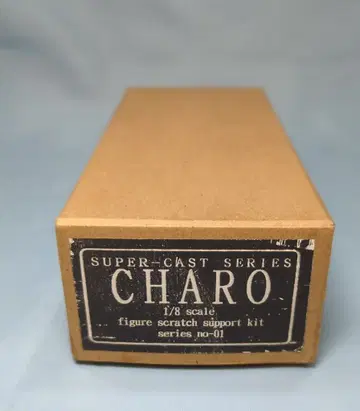 SUPER-CAST SERIES
CHARO
1/8 scale
figure scratch support kit
series no-01